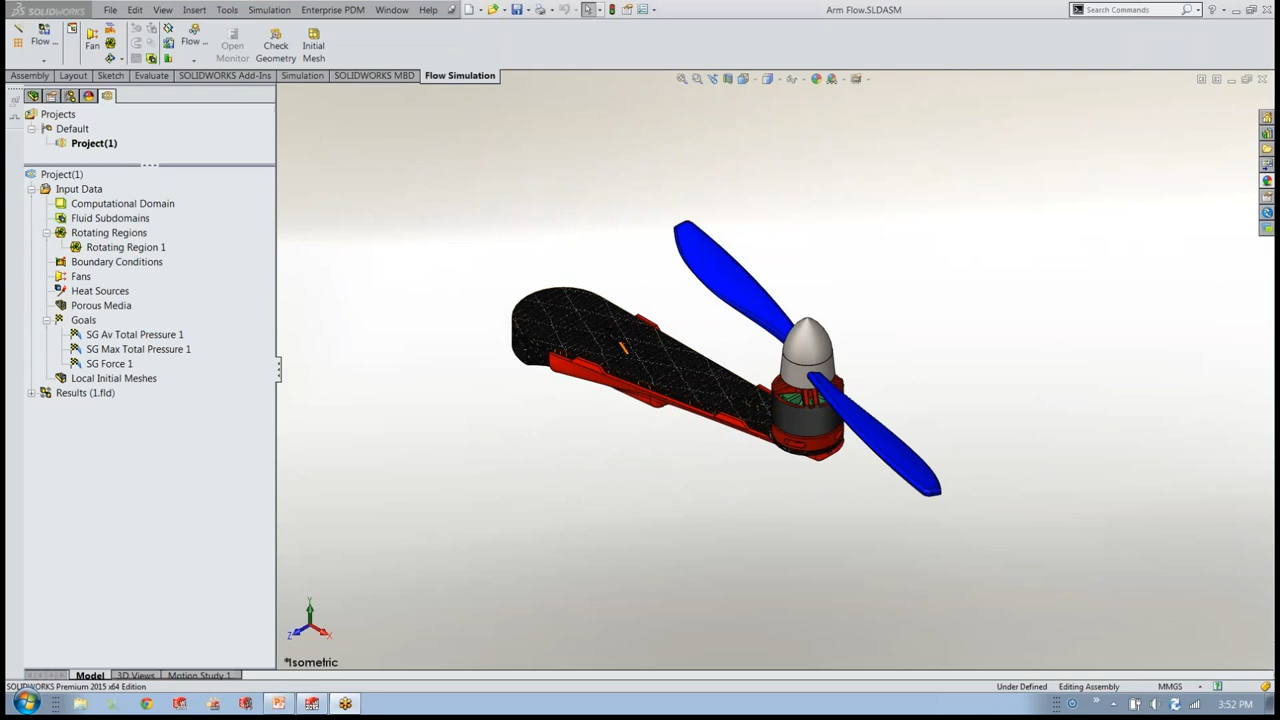 SOLIDWORKS File Edit View Insert Tools Simulation Enterprise PDM Window Help Arm Flow.SLDASM Search Commands
Flow ... Fan Flow ... Open Monitor Check Geometry Initial Mesh
Assembly Layout Sketch Evaluate SOLIDWORKS Add-Ins Simulation SOLIDWORKS MBD Flow Simulation
Projects
Default
Project(1)
Project(1)
Input Data
Computational Domain
Fluid Subdomains
Rotating Regions
Rotating Region 1
Boundary Conditions
Fans
Heat Sources
Porous Media
Goals
SG Av Total Pressure 1
SG Max Total Pressure 1
SG Force 1
Local Initial Meshes
Results (1.fld)
Y
Z X
*Isometric
Model 3D Views Motion Study 1
SOLIDWORKS Premium 2015 x64 Edition Under Defined Editing Assembly MMGS
3:52 PM